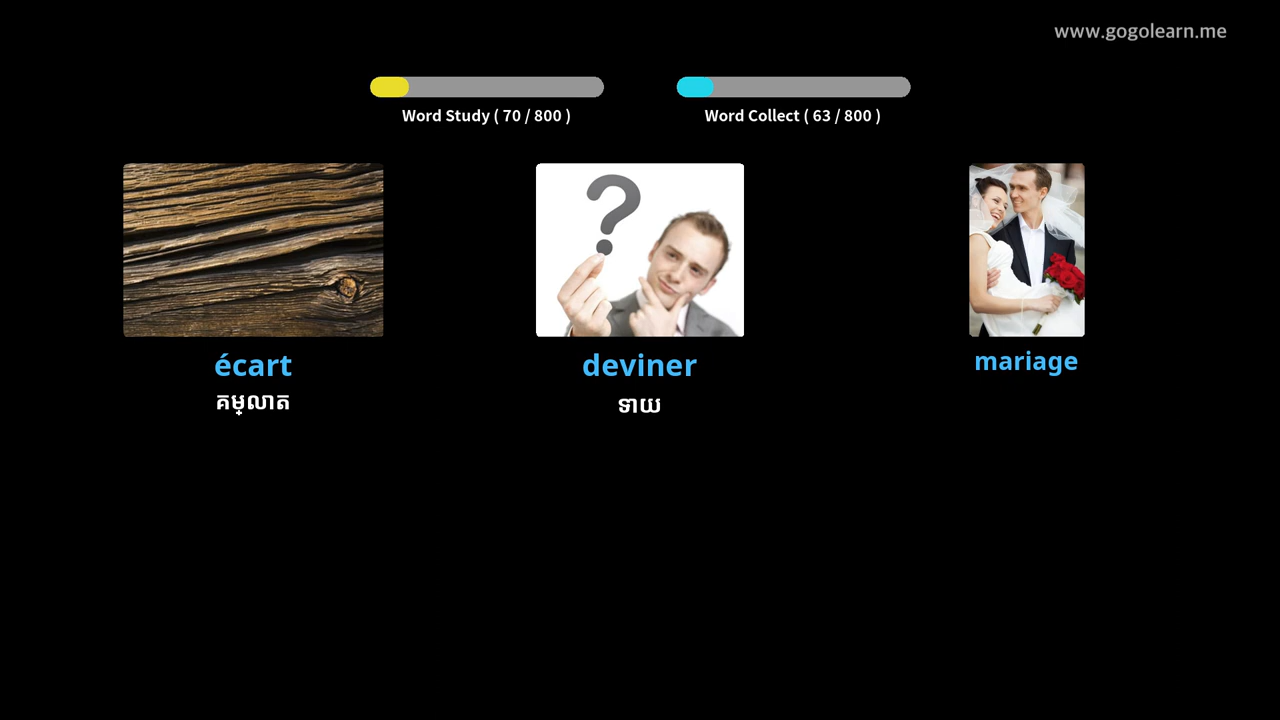 www.gogolearn.me
Word Study ( 70 / 800 )
Word Collect ( 63 / 800 )
écart
គម្លាត
deviner
ទាយ
mariage